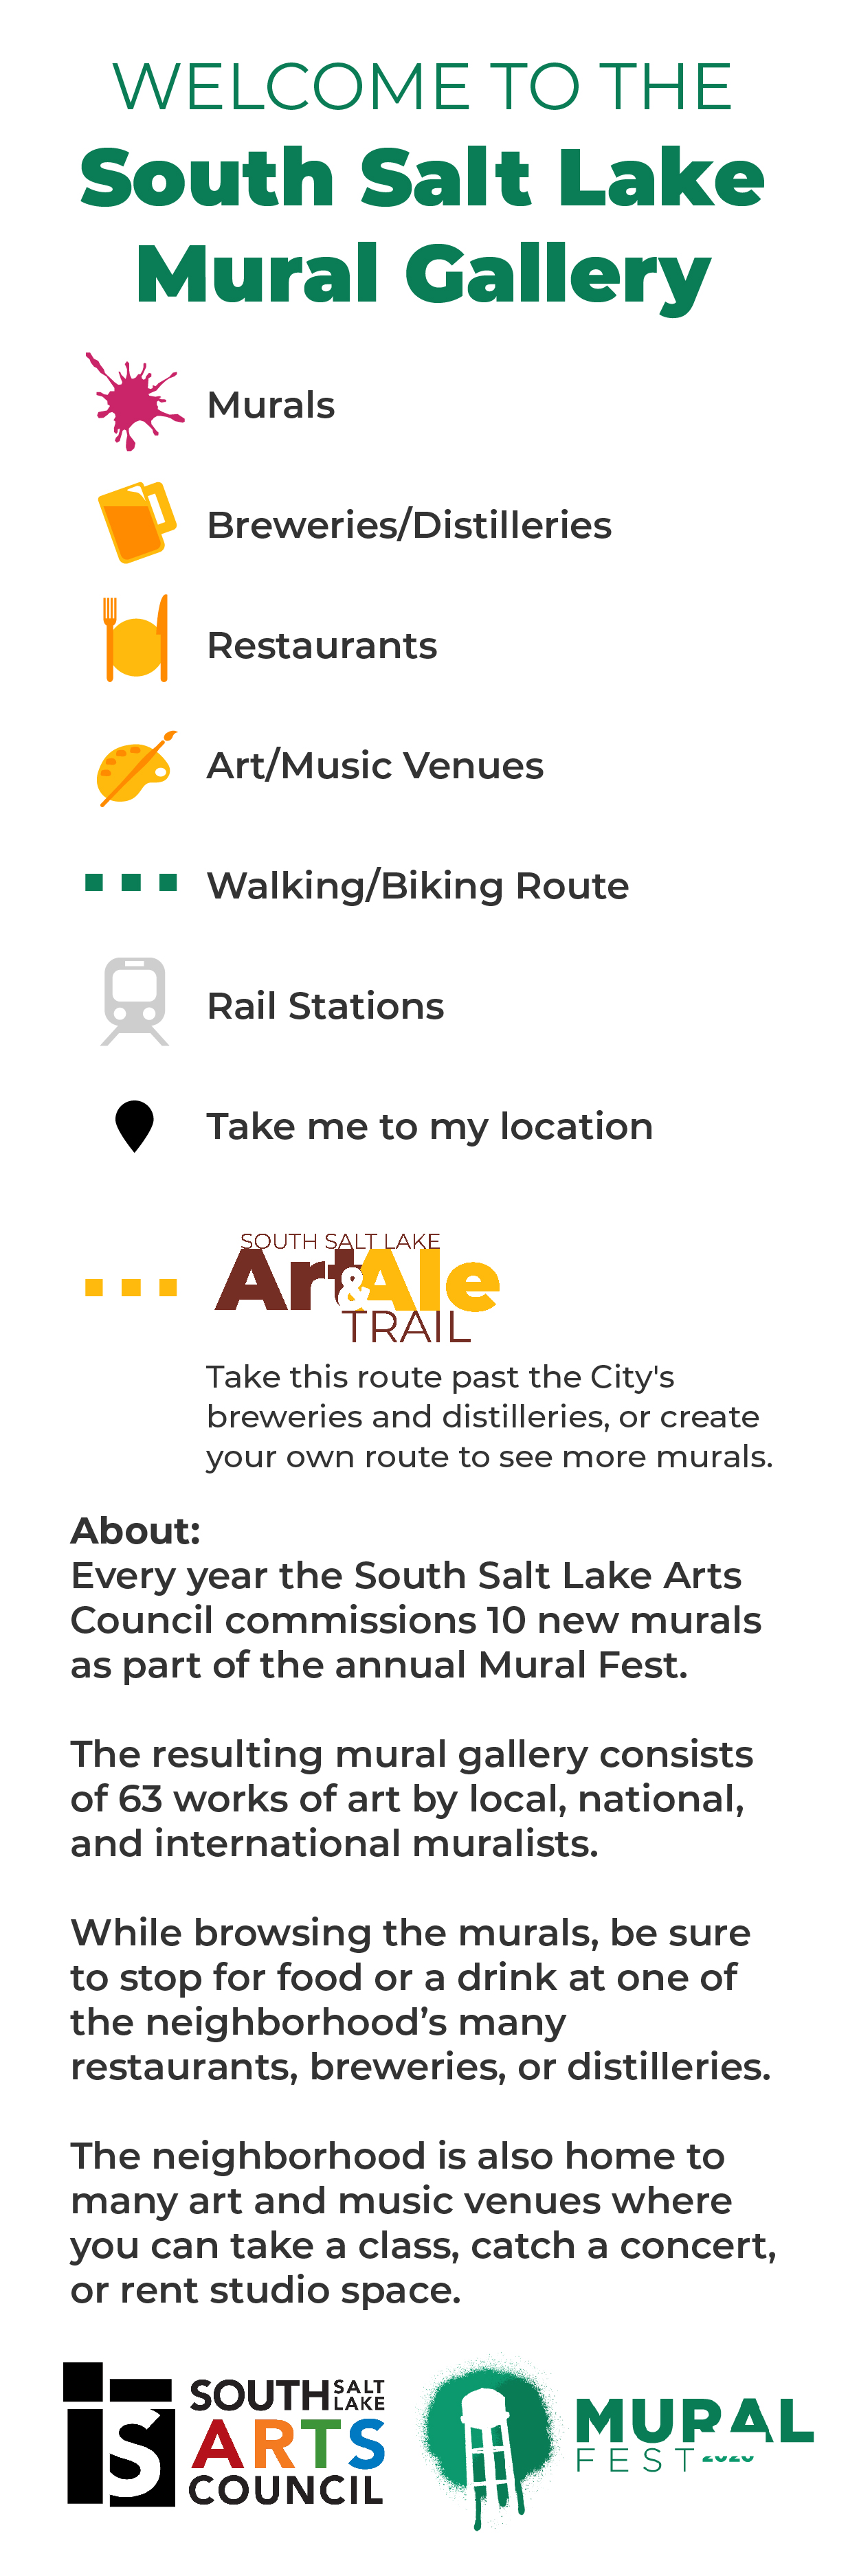 WELCOME TO THE
South Salt Lake
Mural Gallery
Murals
Breweries/Distilleries
Restaurants
Art/Music Venues
Walking/Biking Route
Rail Stations
Take me to my location
SOUTH SALT LAKE
Art&Ale
TRAIL
Take this route past the City's
breweries and distilleries, or create
your own route to see more murals.
About:
Every year the South Salt Lake Arts
Council commissions 10 new murals
as part of the annual Mural Fest.
The resulting mural gallery consists
of 63 works of art by local, national,
and international muralists.
While browsing the murals, be sure
to stop for food or a drink at one of
the neighborhood’s many
restaurants, breweries, or distilleries.
The neighborhood is also home to
many art and music venues where
you can take a class, catch a concert,
or rent studio space.
SOUTH SALT LAKE
ARTS
COUNCIL
MURAL
FEST